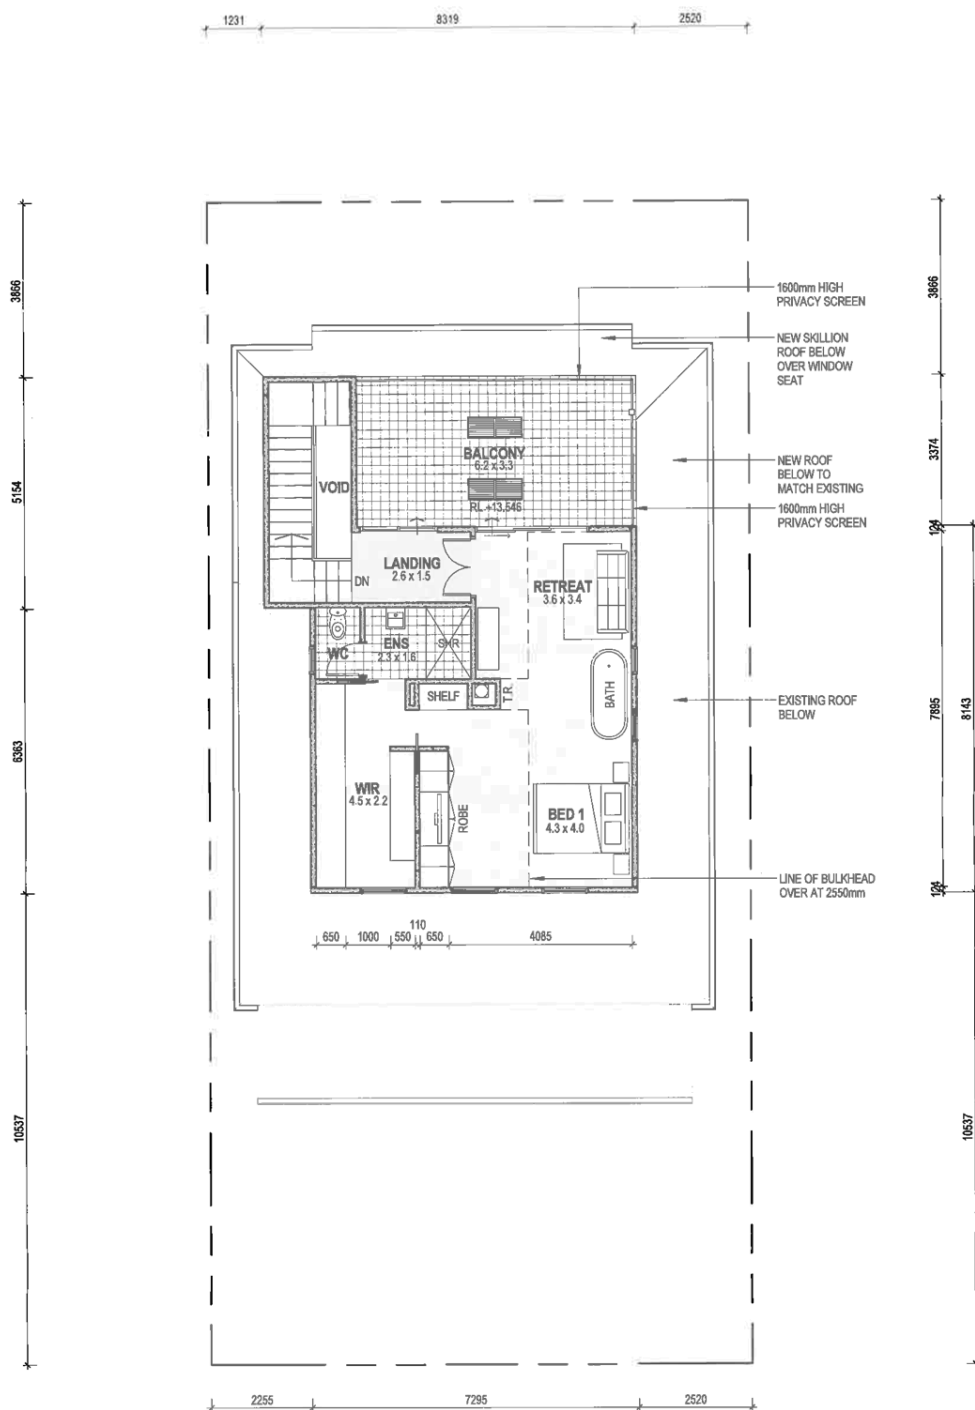 1231
8319
2520
3866
3866
1600mm HIGH
PRIVACY SCREEN
NEW SKILLION
ROOF BELOW
OVER WINDOW
SEAT
5154
3374
BALCONY
6.2 x 3.3
RL +13.546
NEW ROOF
BELOW TO
MATCH EXISTING
1600mm HIGH
PRIVACY SCREEN
124
VOID
LANDING
2.6 x 1.5
DN
RETREAT
3.6 x 3.4
WC
ENS
2.3 x 1.6
SHR
SHELF
T.R.
BATH
EXISTING ROOF
BELOW
7895
8143
6363
WIR
4.5 x 2.2
ROBE
BED 1
4.3 x 4.0
LINE OF BULKHEAD
OVER AT 2550mm
124
110
650
1000
550
650
4085
10537
10537
2255
7295
2520